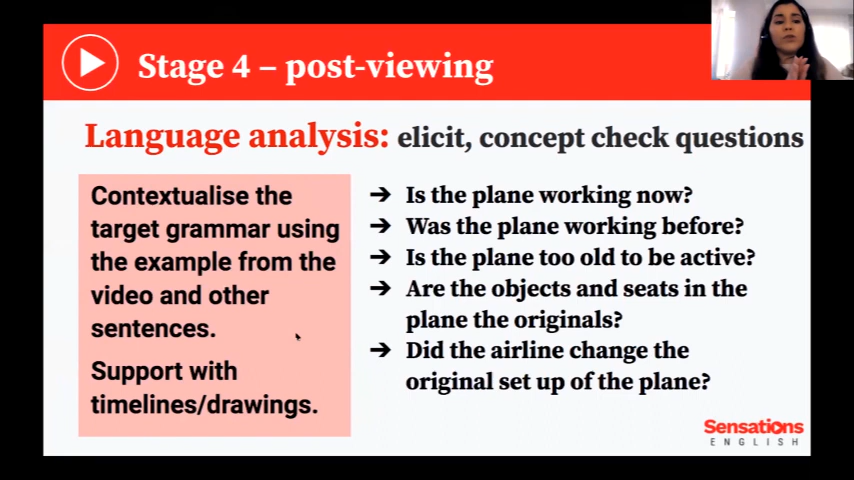 Stage 4 – post-viewing
Language analysis: elicit, concept check questions
Contextualise the
target grammar using
the example from the
video and other
sentences.
Support with
timelines/drawings.
➔ Is the plane working now?
➔ Was the plane working before?
➔ Is the plane too old to be active?
➔ Are the objects and seats in the
plane the originals?
➔ Did the airline change the
original set up of the plane?
Sensations
ENGLISH